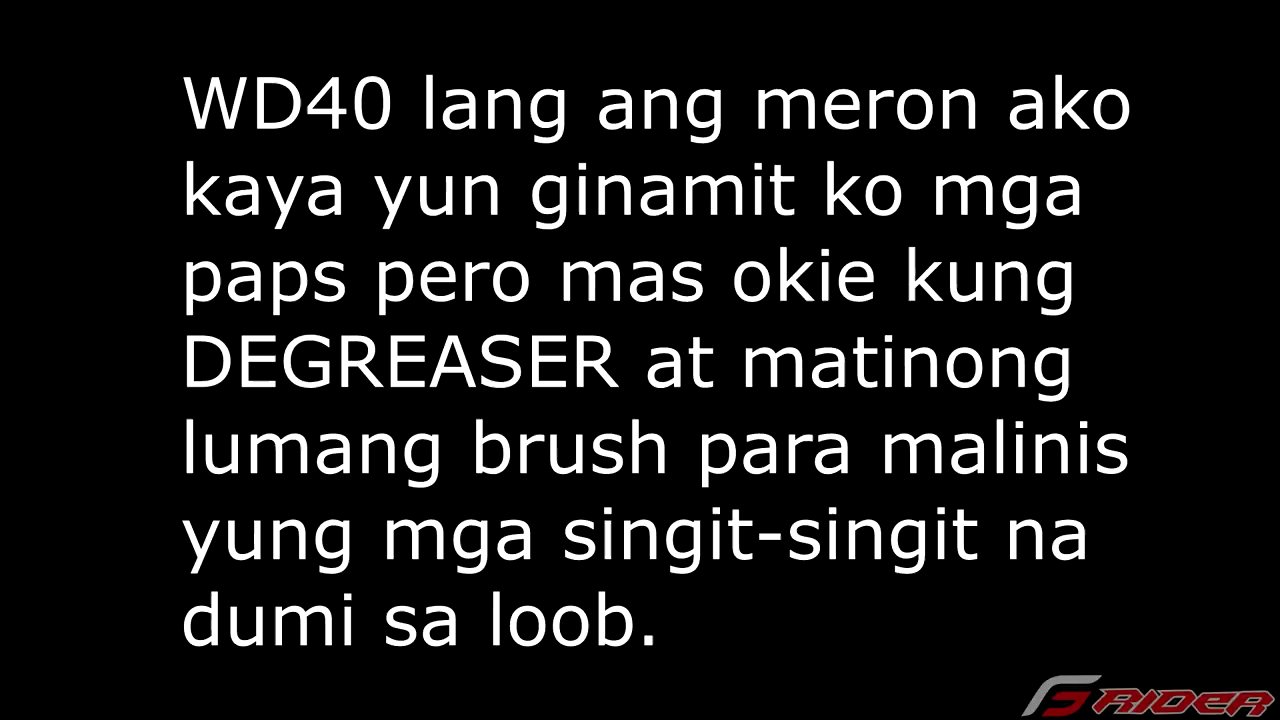 WD40 lang ang meron ako
kaya yun ginamit ko mga
paps pero mas okie kung
DEGREASER at matinong
lumang brush para malinis
yung mga singit-singit na
dumi sa loob.
RIDER